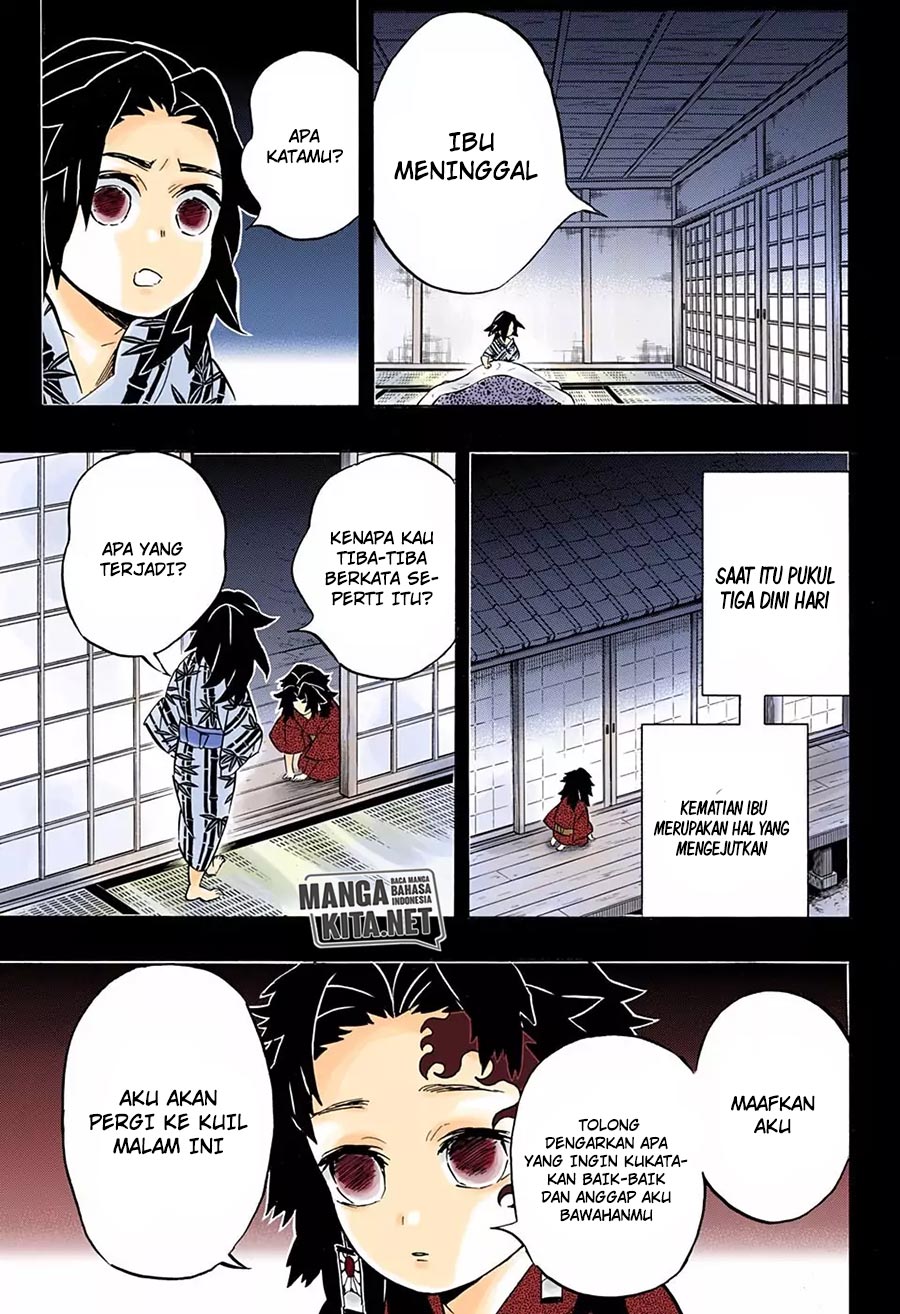 IBU
MENINGGAL
APA
KATAMU?
SAAT ITU PUKUL
TIGA DINI HARI
KEMATIAN IBU
MERUPAKAN HAL YANG
MENGEJUTKAN
KENAPA KAU
TIBA-TIBA
BERKATA SE-
PERTI ITU?
APA YANG
TERJADI?
MANGA
BACA MANGA
BAHASA
INDONESIA
KITA.NET
MAAFKAN
AKU
TOLONG
DENGARKAN APA
YANG INGIN KUKATA-
KAN BAIK-BAIK
DAN ANGGAP AKU
BAWAHANMU
AKU AKAN
PERGI KE KUIL
MALAM INI